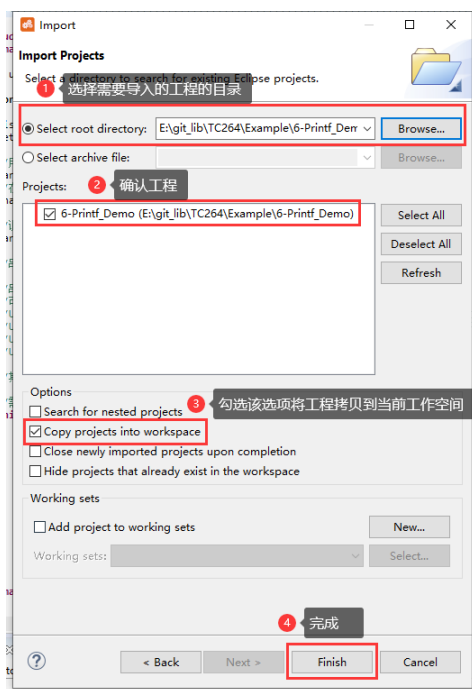 Import
Import Projects
Select a directory to search for existing Eclipse projects.
1 选择需要导入的工程的目录
Select root directory: E:\git_lib\TC264\Example\6-Printf_Den Browse...
Select archive file: Browse...
Projects: 2 确认工程
6-Printf_Demo (E:\git_lib\TC264\Example\6-Printf_Demo)
Select All
Deselect All
Refresh
Options
3 勾选该选项将工程拷贝到当前工作空间
Search for nested projects
Copy projects into workspace
Close newly imported projects upon completion
Hide projects that already exist in the workspace
Working sets
Add project to working sets New...
Working sets: Select...
4 完成
? < Back Next > Finish Cancel